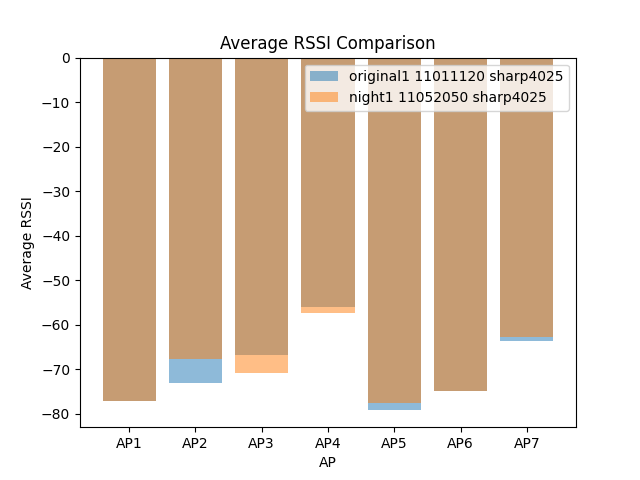 Average RSSI Comparison
original1 11011120 sharp4025
night1 11052050 sharp4025
Average RSSI
0
−10
−20
−30
−40
−50
−60
−70
−80
AP1 AP2 AP3 AP4 AP5 AP6 AP7
AP